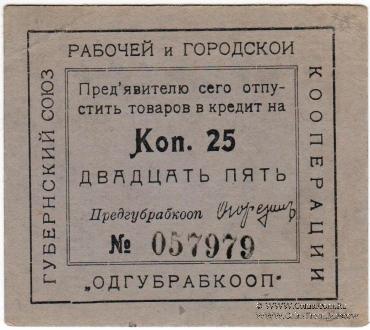 ГУБЕРНСКИЙ СОЮЗ
РАБОЧЕЙ и ГОРОДСКОЙ
КООПЕРАЦИИ
Пред'явителю сего отпу-
стить товаров в кредит на
Коп. 25
ДВАДЦАТЬ ПЯТЬ
Предгубрабкооп
№ 057979
„ОДГУБРАБКООП"